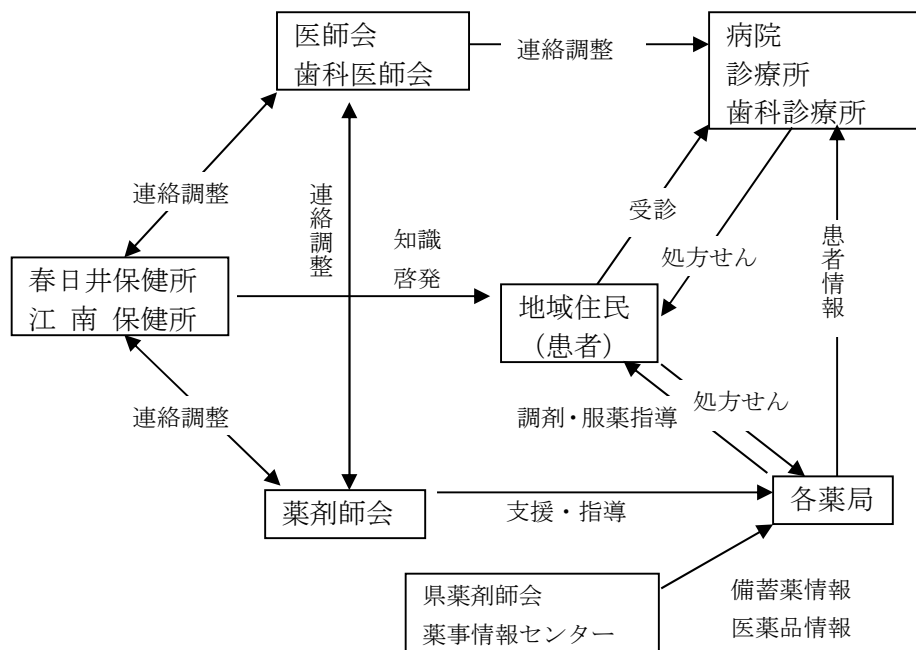 医師会
歯科医師会
連絡調整
病院
診療所
歯科診療所
連絡調整
連絡調整
知識
啓発
受診
処方せん
患者情報
春日井保健所
江 南 保健所
地域住民
（患者）
連絡調整
調剤・服薬指導
処方せん
薬剤師会
支援・指導
各薬局
県薬剤師会
薬事情報センター
備蓄薬情報
医薬品情報